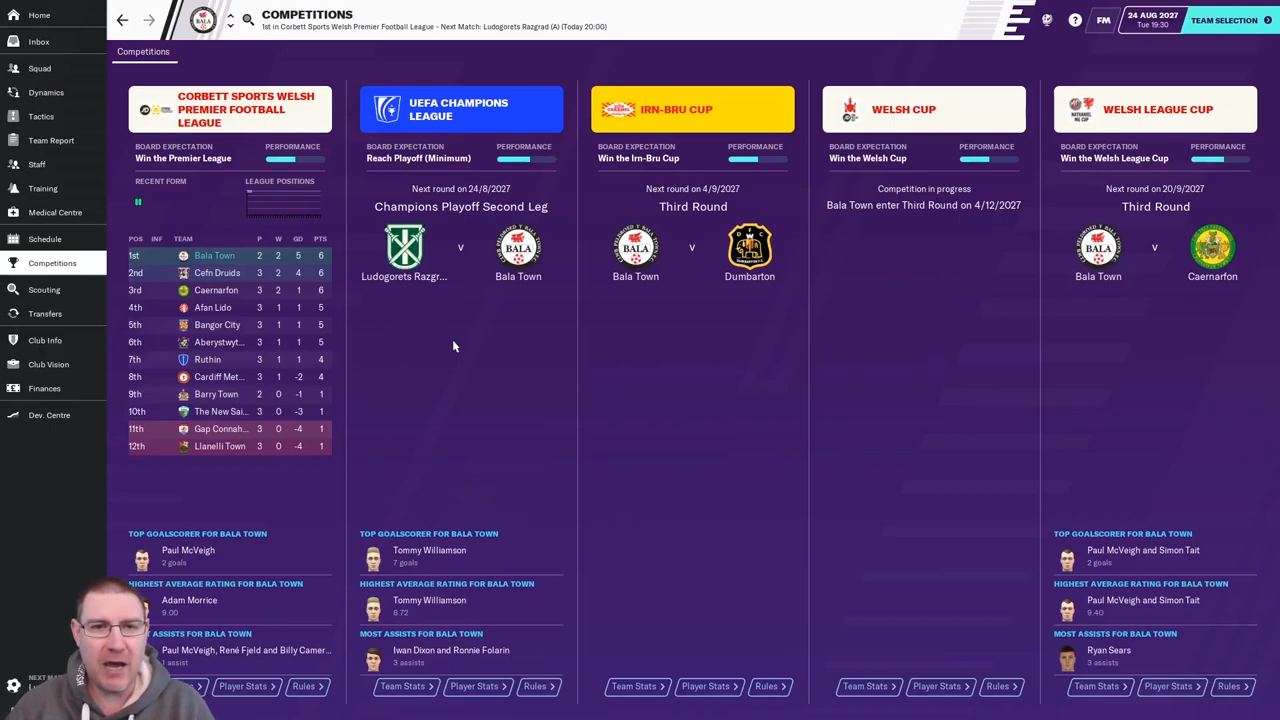 Home
Inbox
Squad
Dynamics
Tactics
Team Report
Staff
Training
Medical Centre
Schedule
Competitions
Scouting
Transfers
Club Info
Club Vision
Finances
Dev. Centre
BALA
COMPETITIONS
1st in Corbett Sports Welsh Premier Football League - Next Match: Ludogorets Razgrad (A) (Today 20:00)
?
FM
24 AUG 2027
Tue 19:30
TEAM SELECTION
Competitions
CORBETT SPORTS WELSH
PREMIER FOOTBALL
LEAGUE
BOARD EXPECTATION PERFORMANCE
Win the Premier League
RECENT FORM LEAGUE POSITIONS
POS INF TEAM P W GD PTS
1st Bala Town 2 2 5 6
2nd Cefn Druids 3 2 4 6
3rd Caernarfon 3 2 1 6
4th Afan Lido 3 1 1 5
5th Bangor City 3 1 1 5
6th Aberystwyt... 3 1 1 5
7th Ruthin 3 1 1 4
8th Cardiff Met... 3 1 -2 4
9th Barry Town 2 0 -1 1
10th The New Sai... 3 0 -3 1
11th Gap Connah... 3 0 -4 1
12th Llanelli Town 3 0 -4 1
TOP GOALSCORER FOR BALA TOWN
Paul McVeigh
2 goals
HIGHEST AVERAGE RATING FOR BALA TOWN
Adam Morrice
9.00
ASSISTS FOR BALA TOWN
Paul McVeigh, René Fjeld and Billy Camer...
1 assist
Player Stats
Rules
UEFA CHAMPIONS
LEAGUE
BOARD EXPECTATION PERFORMANCE
Reach Playoff (Minimum)
Next round on 24/8/2027
Champions Playoff Second Leg
v
BALA
Ludogorets Razgr... Bala Town
TOP GOALSCORER FOR BALA TOWN
Tommy Williamson
7 goals
HIGHEST AVERAGE RATING FOR BALA TOWN
Tommy Williamson
8.72
MOST ASSISTS FOR BALA TOWN
Iwan Dixon and Ronnie Folarin
3 assists
Team Stats Player Stats Rules
IRN-BRU CUP
BOARD EXPECTATION PERFORMANCE
Win the Irn-Bru Cup
Next round on 4/9/2027
Third Round
BALA
v
Bala Town Dumbarton
Team Stats Player Stats Rules
WELSH CUP
BOARD EXPECTATION PERFORMANCE
Win the Welsh Cup
Competition in progress
Bala Town enter Third Round on 4/12/2027
Team Stats Player Stats Rules
WELSH LEAGUE CUP
BOARD EXPECTATION PERFORMANCE
Win the Welsh League Cup
Next round on 20/9/2027
Third Round
BALA
v
Bala Town Caernarfon
TOP GOALSCORER FOR BALA TOWN
Paul McVeigh and Simon Tait
2 goals
HIGHEST AVERAGE RATING FOR BALA TOWN
Paul McVeigh and Simon Tait
9.40
MOST ASSISTS FOR BALA TOWN
Ryan Sears
3 assists
Team Stats Player Stats Rules